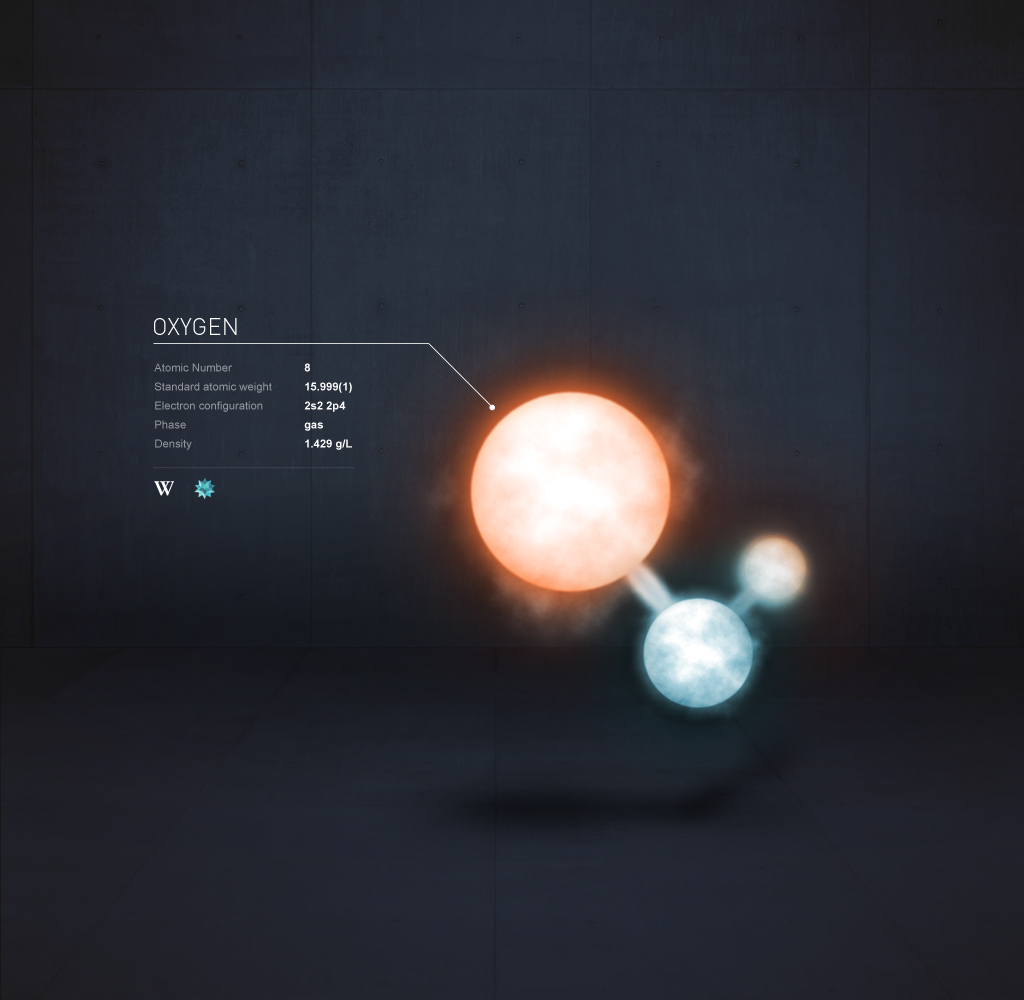 OXYGEN
Atomic Number 8
Standard atomic weight 15.999(1)
Electron configuration 2s2 2p4
Phase gas
Density 1.429 g/L
W